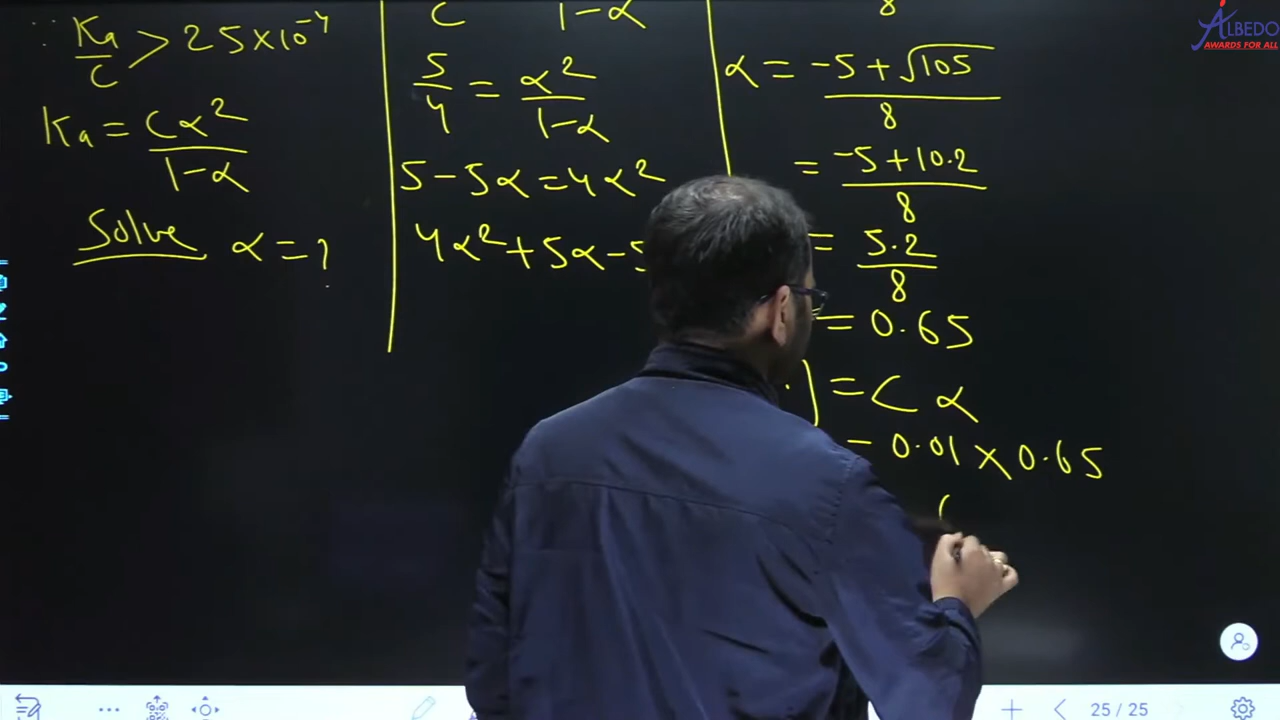 ∵ Ka/C > 25×10⁻⁴
Ka = Cα²/1-α
Solve α = ?
C 1-α
5/4 = α²/1-α
5-5α=4α²
4α²+5α-5
8
α = -5+√105/8
= -5+10.2/8
= 5.2/8
= 0.65
] = C α
= 0.01 × 0.65
ALBEDO
AWARDS FOR ALL
25 / 25